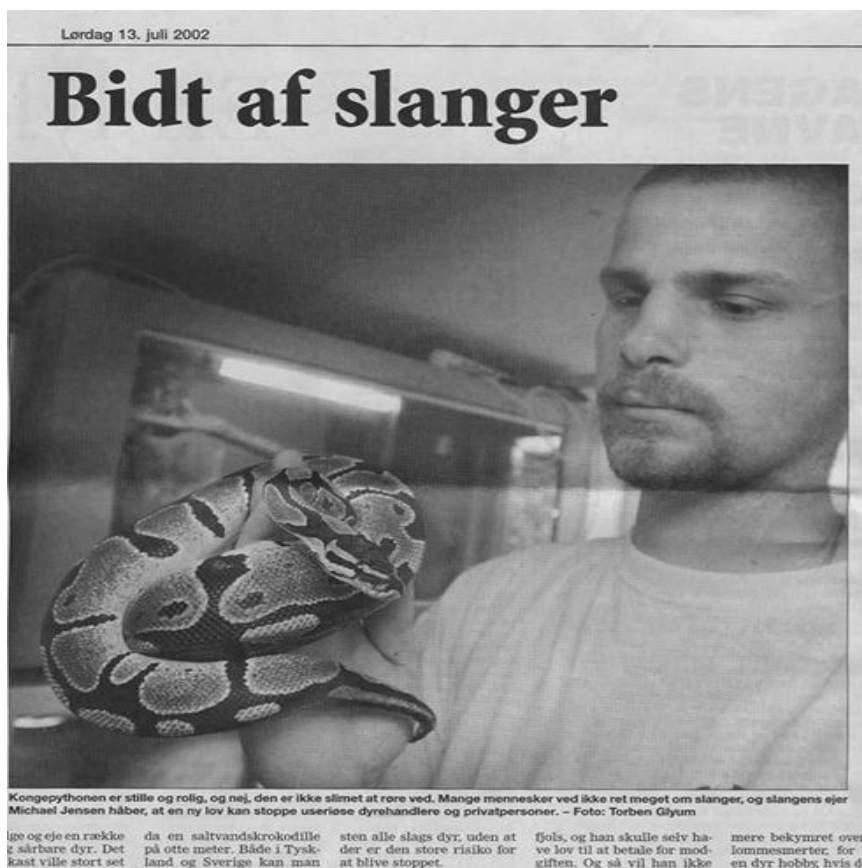 Lørdag 13. juli 2002
Bidt af slanger
Kongepythonen er stille og rolig, og nej, den er ikke slimet at røre ved. Mange mennesker ved ikke ret meget om slanger, og slangens ejer
Michael Jensen håber, at en ny lov kan stoppe useriøse dyrehandlere og privatpersoner. – Foto: Torben Glyum
og eje en række
sårbare dyr. Det
kast ville stort set
da en saltvandskrokodille
på otte meter. Både i Tysk-
land og Sverige kan man
sten alle slags dyr, uden at
der er den store risiko for
at blive stoppet.
fjols, og han skulle selv ha-
ve lov til at betale for mod-
giften. Og så vil han ikke
mere bekymret
lommesmerter, for
en dyr hobby, hvis